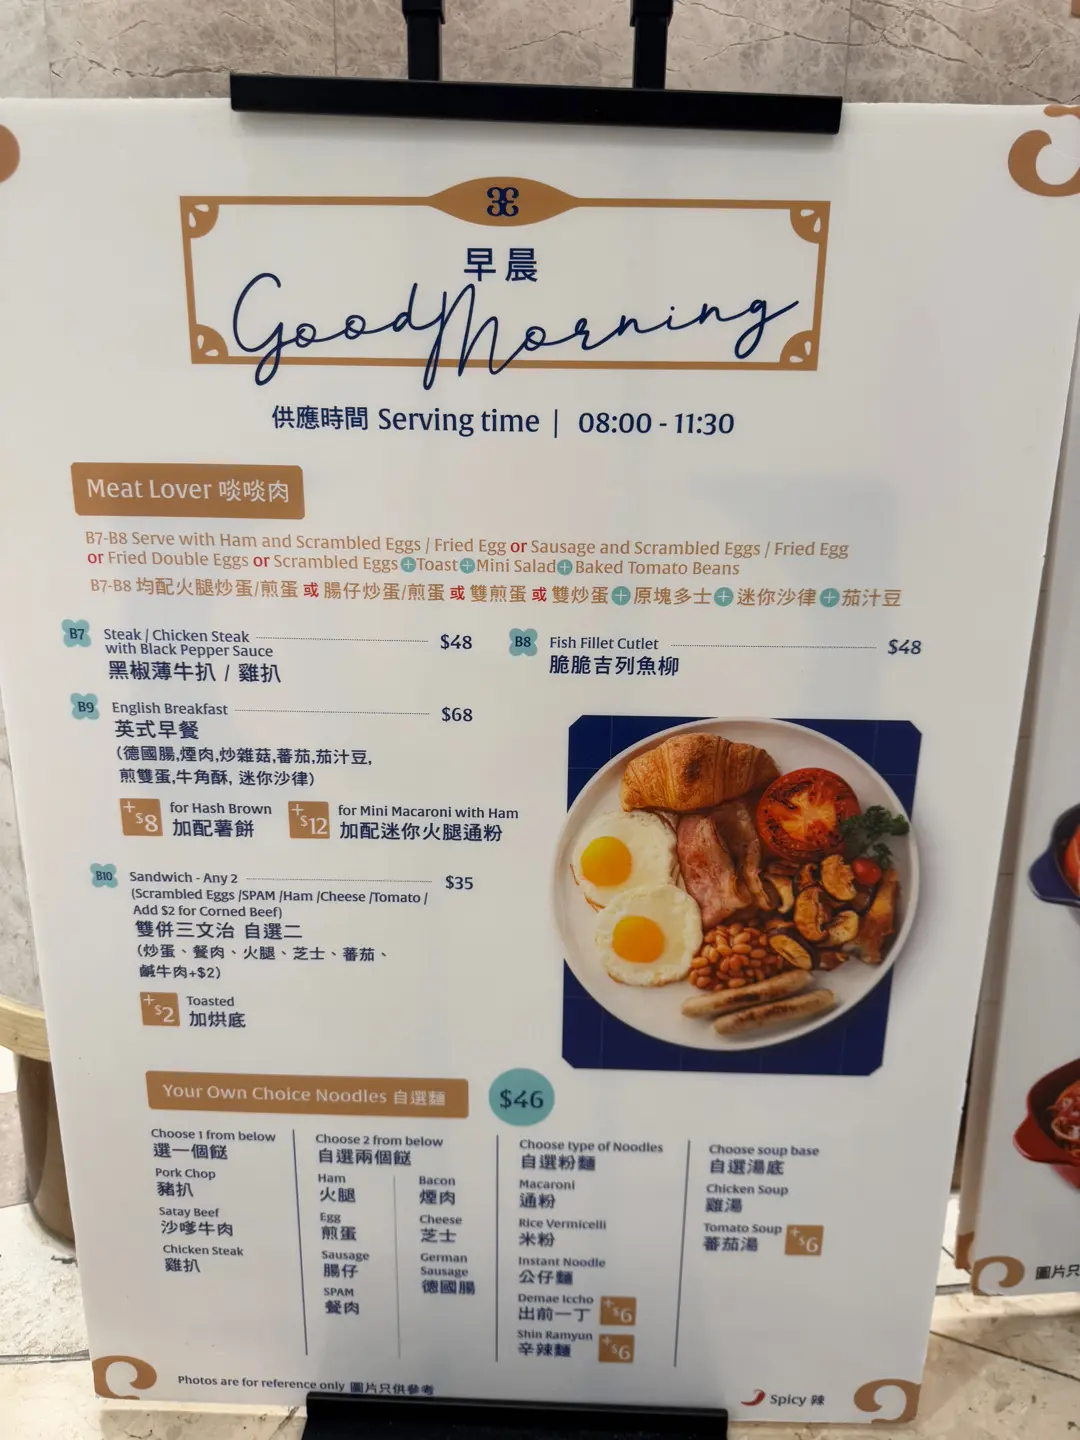 早晨
Good Morning
供應時間 Serving time | 08:00 - 11:30
Meat Lover 啖啖肉
B7-B8 Serve with Ham and Scrambled Eggs / Fried Egg or Sausage and Scrambled Eggs / Fried Egg
or Fried Double Eggs or Scrambled Eggs+Toast+Mini Salad+Baked Tomato Beans
B7-B8 均配火腿炒蛋/煎蛋 或 腸仔炒蛋/煎蛋 或 雙煎蛋 或 雙炒蛋+原塊多士+迷你沙律+茄汁豆
B7 Steak / Chicken Steak $48
with Black Pepper Sauce
黑椒薄牛扒 / 雞扒
B8 Fish Fillet Cutlet $48
脆脆吉列魚柳
B9 English Breakfast $68
英式早餐
(德國腸,煙肉,炒雜菇,蕃茄,茄汁豆,
煎雙蛋,牛角酥, 迷你沙律)
+$8 for Hash Brown
加配薯餅
+$12 for Mini Macaroni with Ham
加配迷你火腿通粉
B10 Sandwich - Any 2 $35
(Scrambled Eggs /SPAM /Ham /Cheese /Tomato /
Add $2 for Corned Beef)
雙併三文治 自選二
(炒蛋、餐肉、火腿、芝士、蕃茄、
鹹牛肉+$2)
+$2 Toasted
加烘底
Your Own Choice Noodles 自選麵 $46
Choose 1 from below
選一個餸
Pork Chop
豬扒
Satay Beef
沙嗲牛肉
Chicken Steak
雞扒
Choose 2 from below
自選兩個餸
Ham
火腿
Egg
煎蛋
Sausage
腸仔
SPAM
餐肉
Bacon
煙肉
Cheese
芝士
German
Sausage
德國腸
Choose type of Noodles
自選粉麵
Macaroni
通粉
Rice Vermicelli
米粉
Instant Noodle
公仔麵
Demae Iccho
出前一丁 +$6
Shin Ramyun
辛辣麵 +$6
Choose soup base
自選湯底
Chicken Soup
雞湯
Tomato Soup
蕃茄湯 +$6
Photos are for reference only 圖片只供參考
Spicy 辣
圖片只